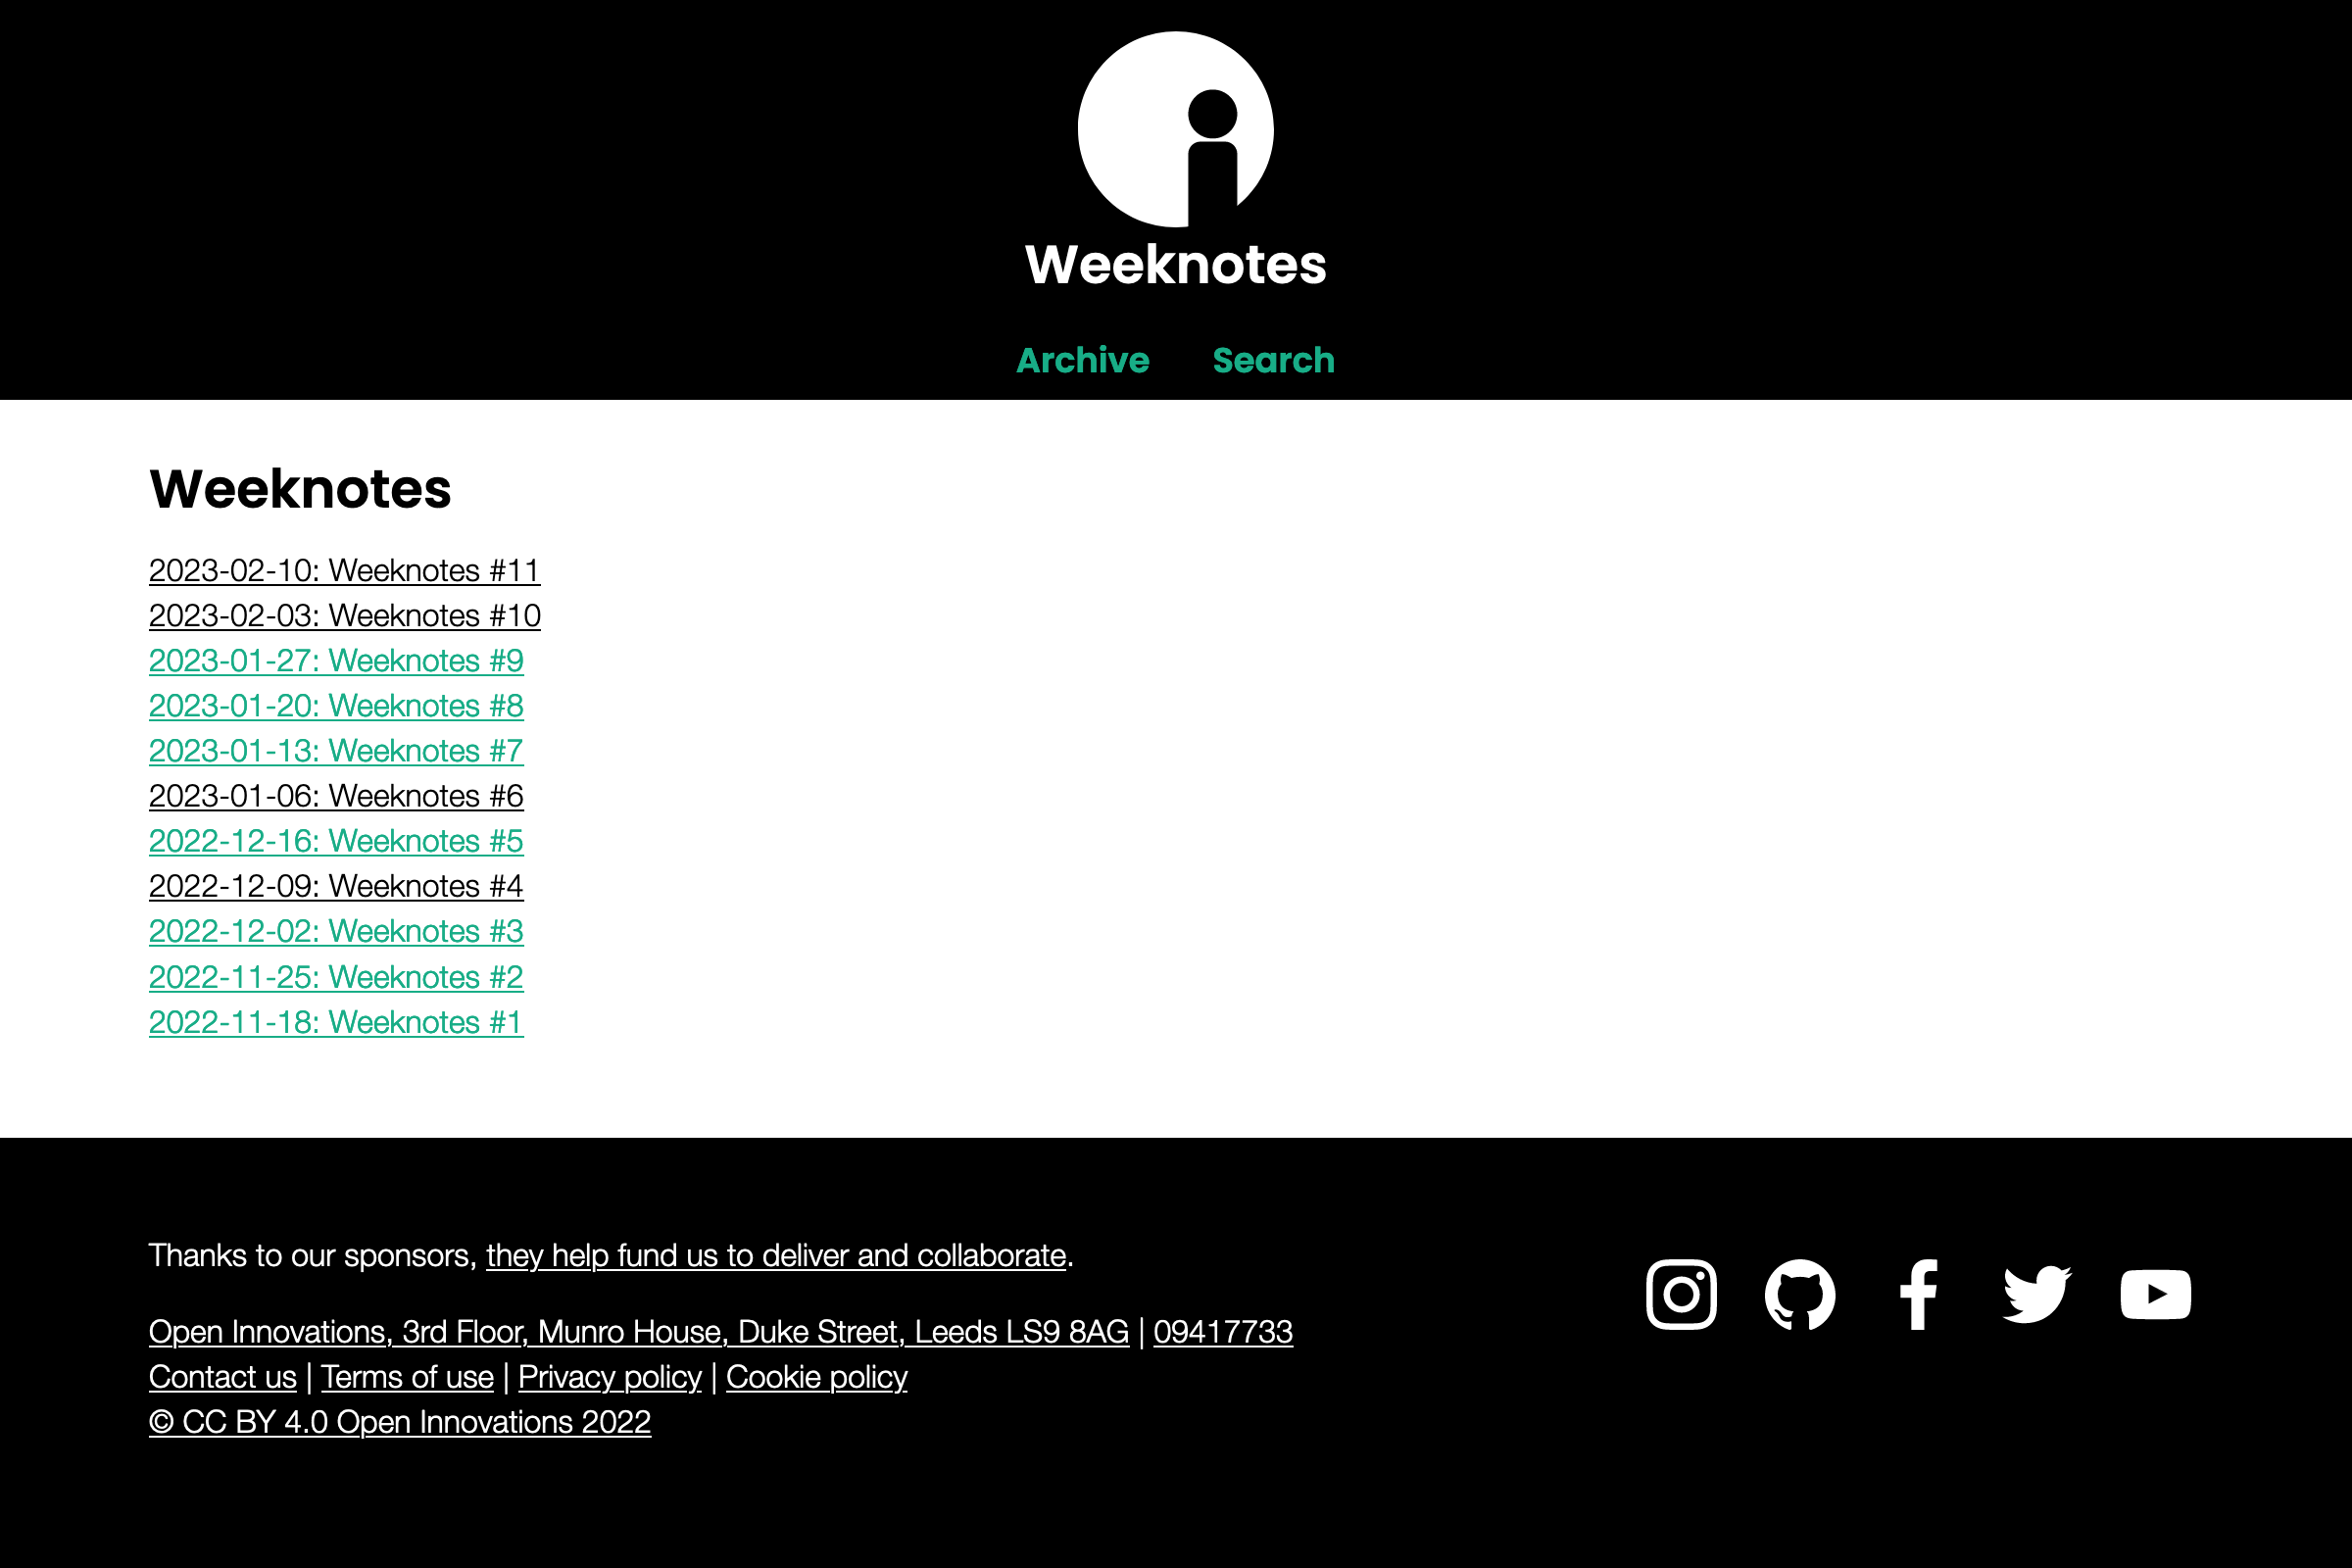 Weeknotes
Archive Search
Weeknotes
2023-02-10: Weeknotes #11
2023-02-03: Weeknotes #10
2023-01-27: Weeknotes #9
2023-01-20: Weeknotes #8
2023-01-13: Weeknotes #7
2023-01-06: Weeknotes #6
2022-12-16: Weeknotes #5
2022-12-09: Weeknotes #4
2022-12-02: Weeknotes #3
2022-11-25: Weeknotes #2
2022-11-18: Weeknotes #1
Thanks to our sponsors, they help fund us to deliver and collaborate.
Open Innovations, 3rd Floor, Munro House, Duke Street, Leeds LS9 8AG | 09417733
Contact us | Terms of use | Privacy policy | Cookie policy
© CC BY 4.0 Open Innovations 2022